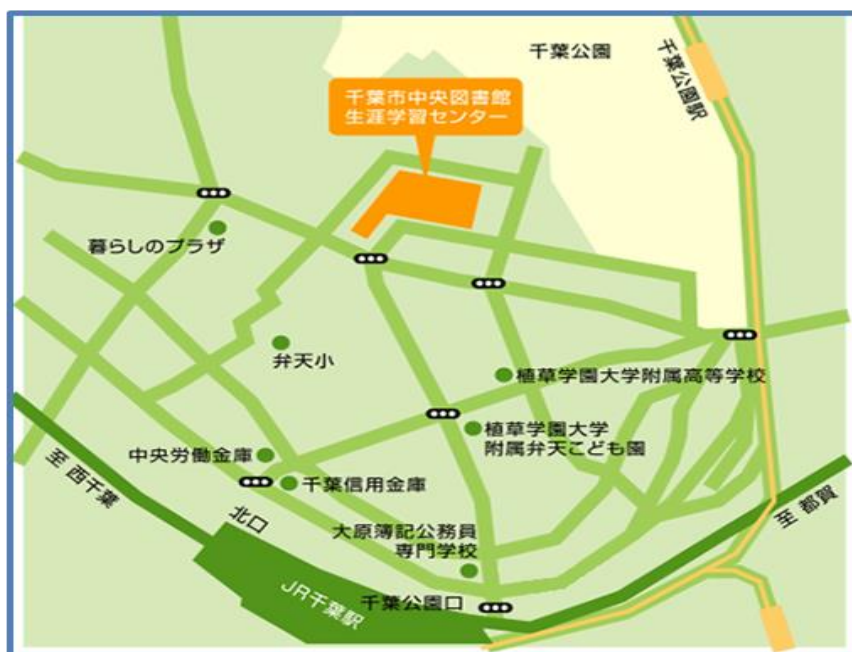 千葉公園
千葉公園駅
千葉市中央図書館
生涯学習センター
暮らしのプラザ
弁天小
植草学園大学附属高等学校
植草学園大学
附属弁天こども園
中央労働金庫
千葉信用金庫
至 西千葉
北口
大原簿記公務員
専門学校
至 都賀
JR千葉駅
千葉公園口